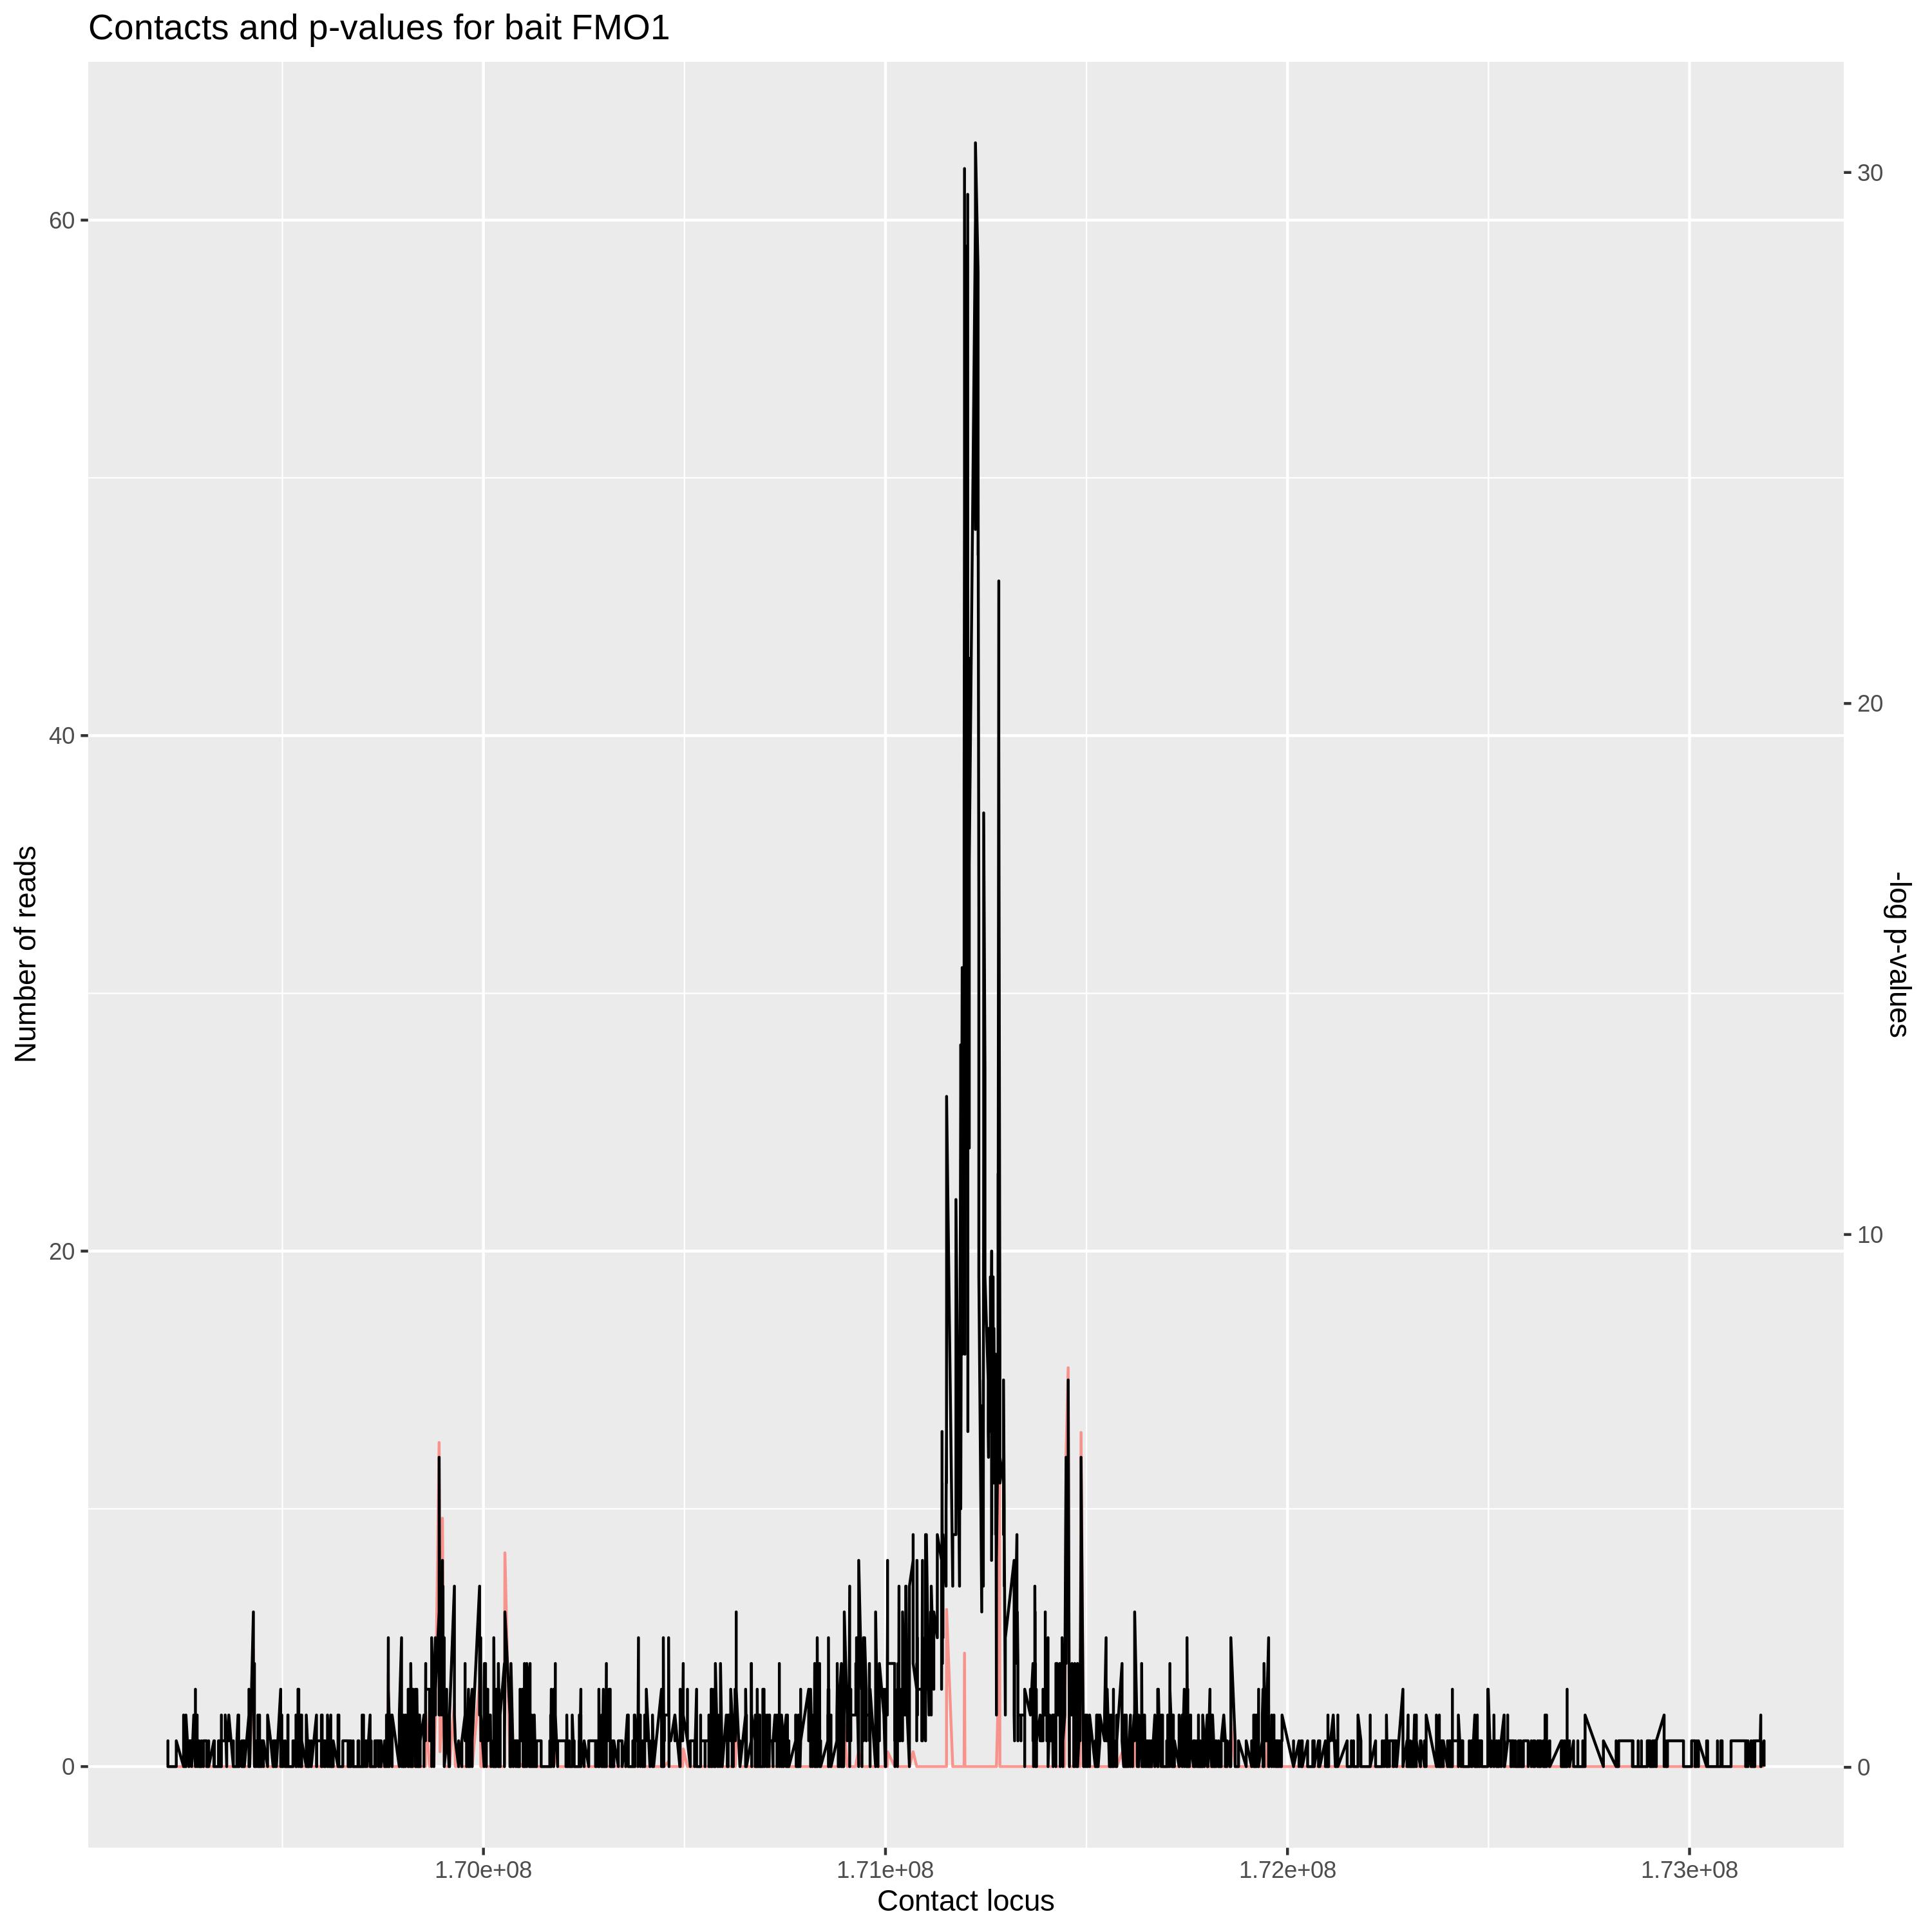 Contacts and p-values for bait FMO1
60
40
20
0
Number of reads
30
20
10
0
-log p-values
1.70e+08
1.71e+08
1.72e+08
1.73e+08
Contact locus